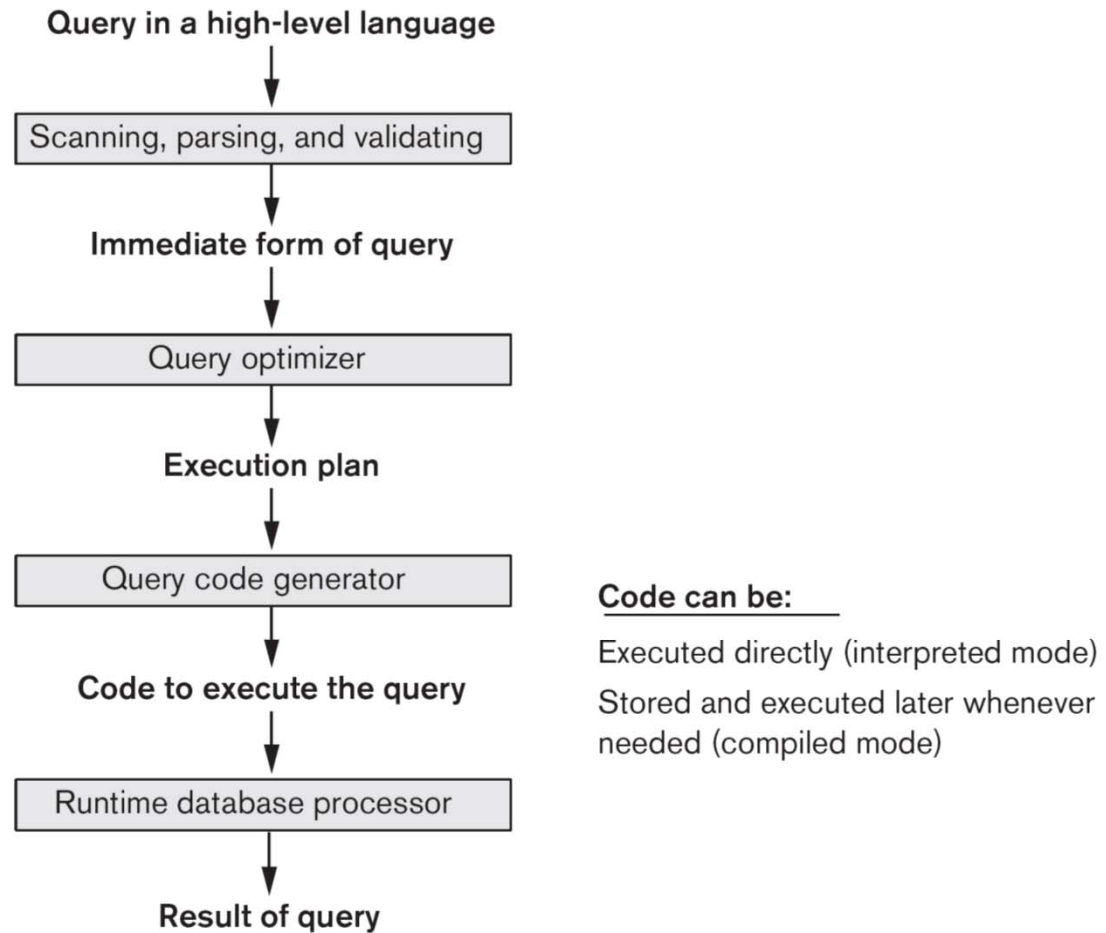 Query in a high-level language
Scanning, parsing, and validating
Immediate form of query
Query optimizer
Execution plan
Query code generator
Code to execute the query
Runtime database processor
Result of query
Code can be:
Executed directly (interpreted mode)
Stored and executed later whenever
needed (compiled mode)